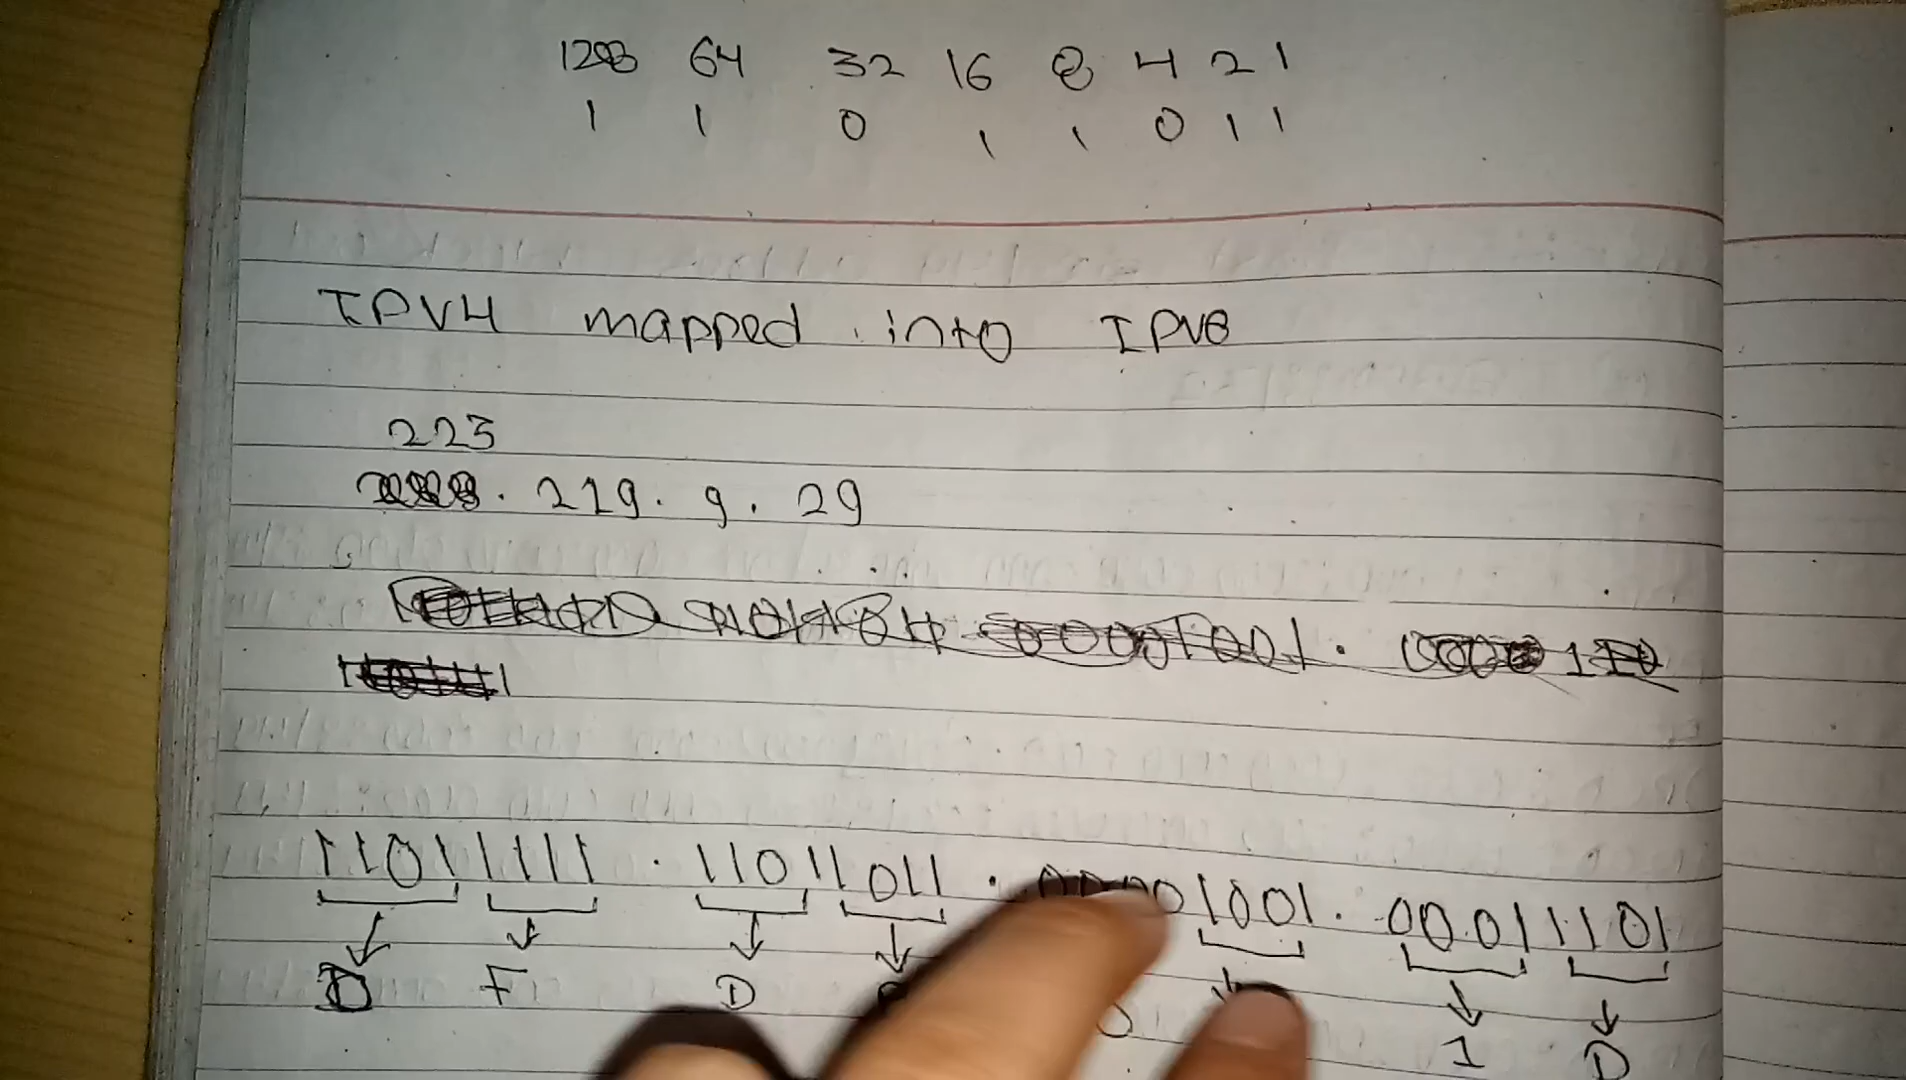 128 64 32 16 8 4 2 1
1 1 0 1 1 0 1 1
IPV4 mapped into IPV6
223
. 219. 9. 29
11011111 . 11011011 . 00001001. 00011101
D F D 1 D